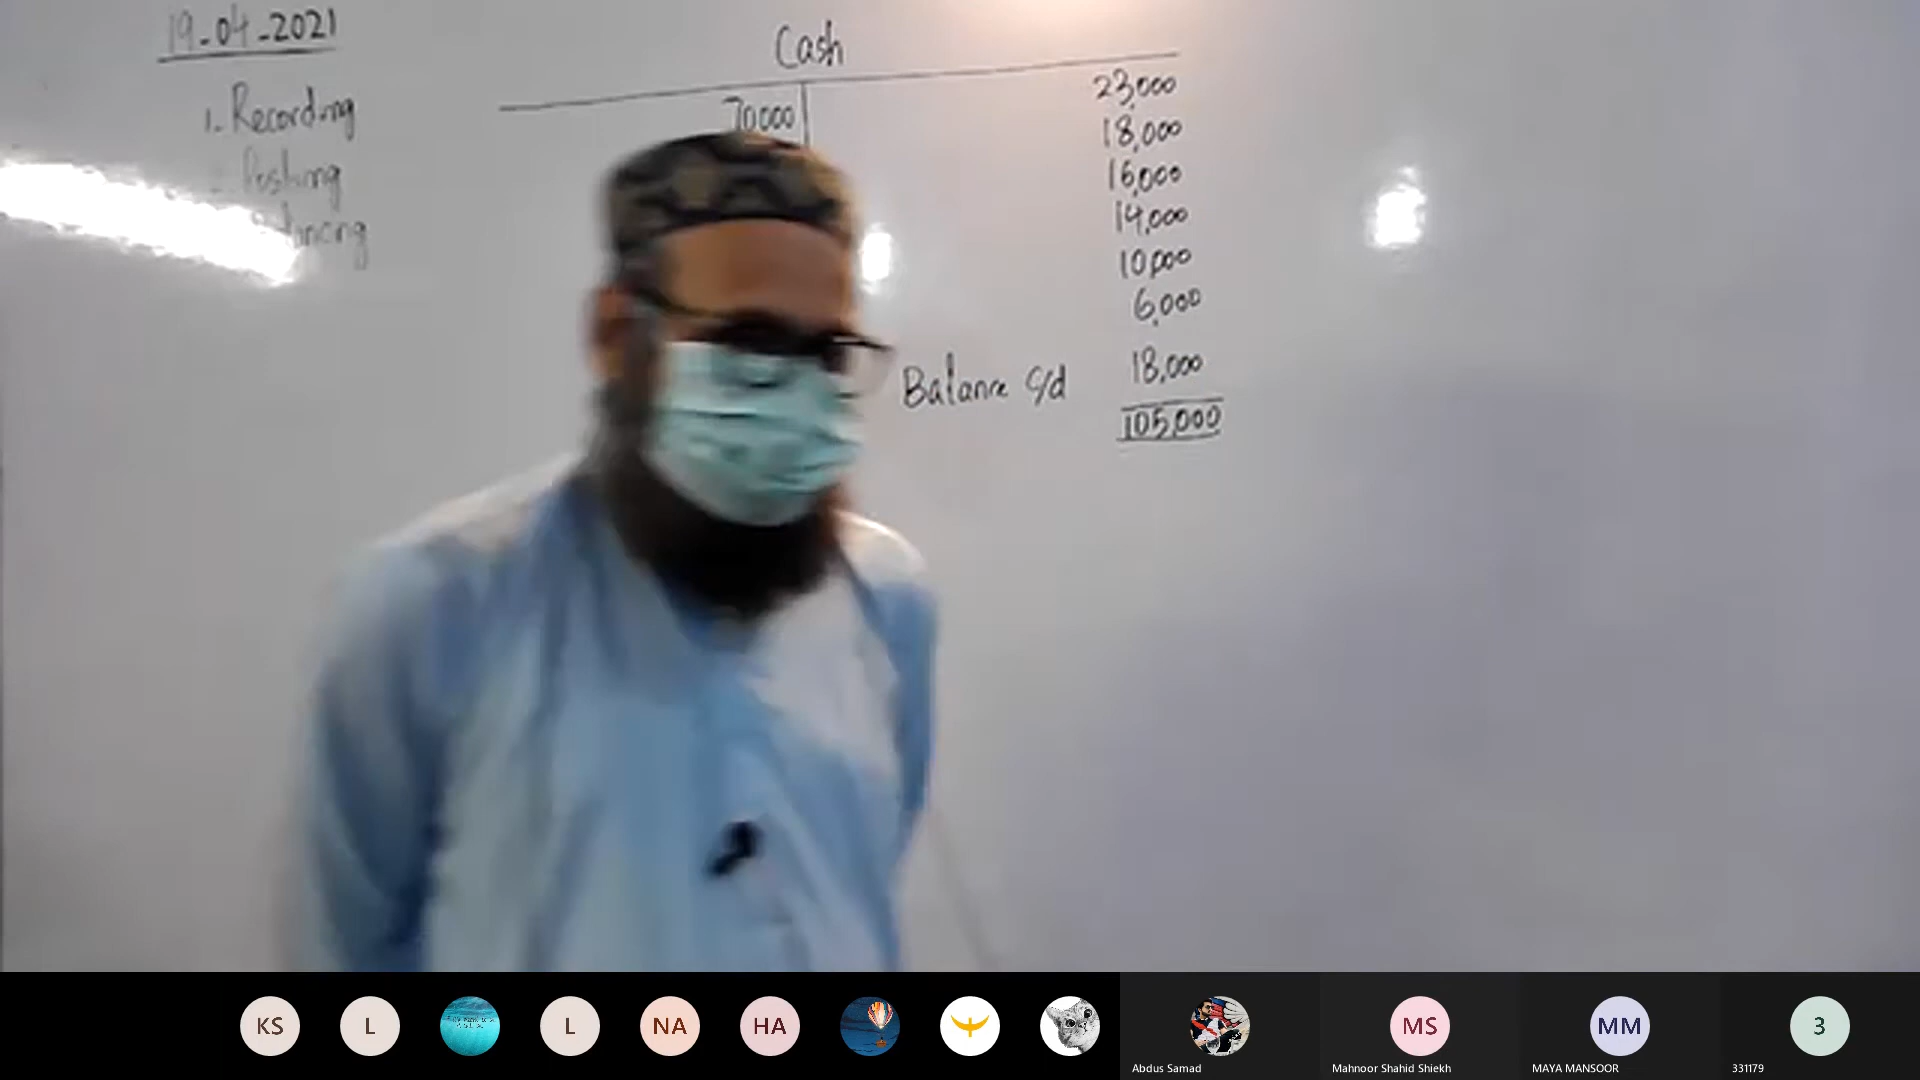 19-04-2021
1. Recording
Posting
Cash
70000
23,000
18,000
16,000
14,000
10,000
6,000
Balance c/d 18,000
105,000
KS
L
L
NA
HA
MS
MM
3
Abdus Samad
Mahnoor Shahid Shiekh
MAYA MANSOOR
331179